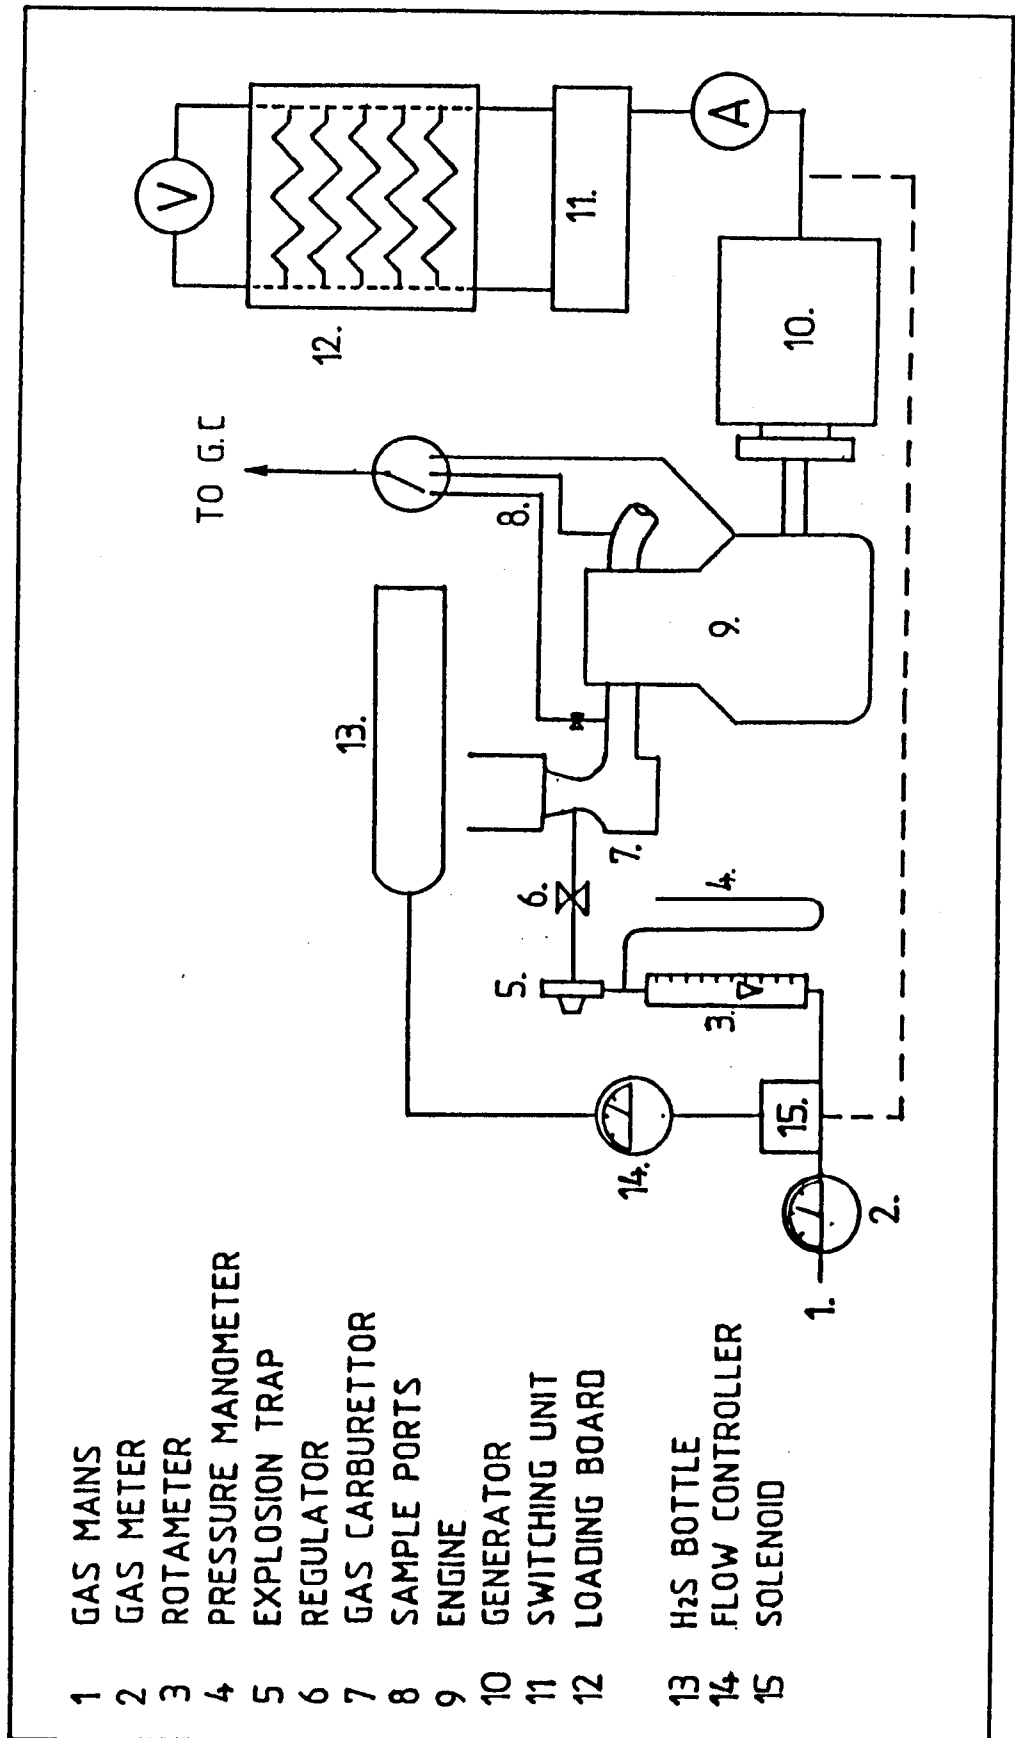 V
A
12.
11.
10.
TO G.C
8.
13.
9.
7.
6.
4.
5.
3.
14.
15.
2.
1.
1 GAS MAINS
2 GAS METER
3 ROTAMETER
4 PRESSURE MANOMETER
5 EXPLOSION TRAP
6 REGULATOR
7 GAS CARBURETTOR
8 SAMPLE PORTS
9 ENGINE
10 GENERATOR
11 SWITCHING UNIT
12 LOADING BOARD
13 H2S BOTTLE
14 FLOW CONTROLLER
15 SOLENOID